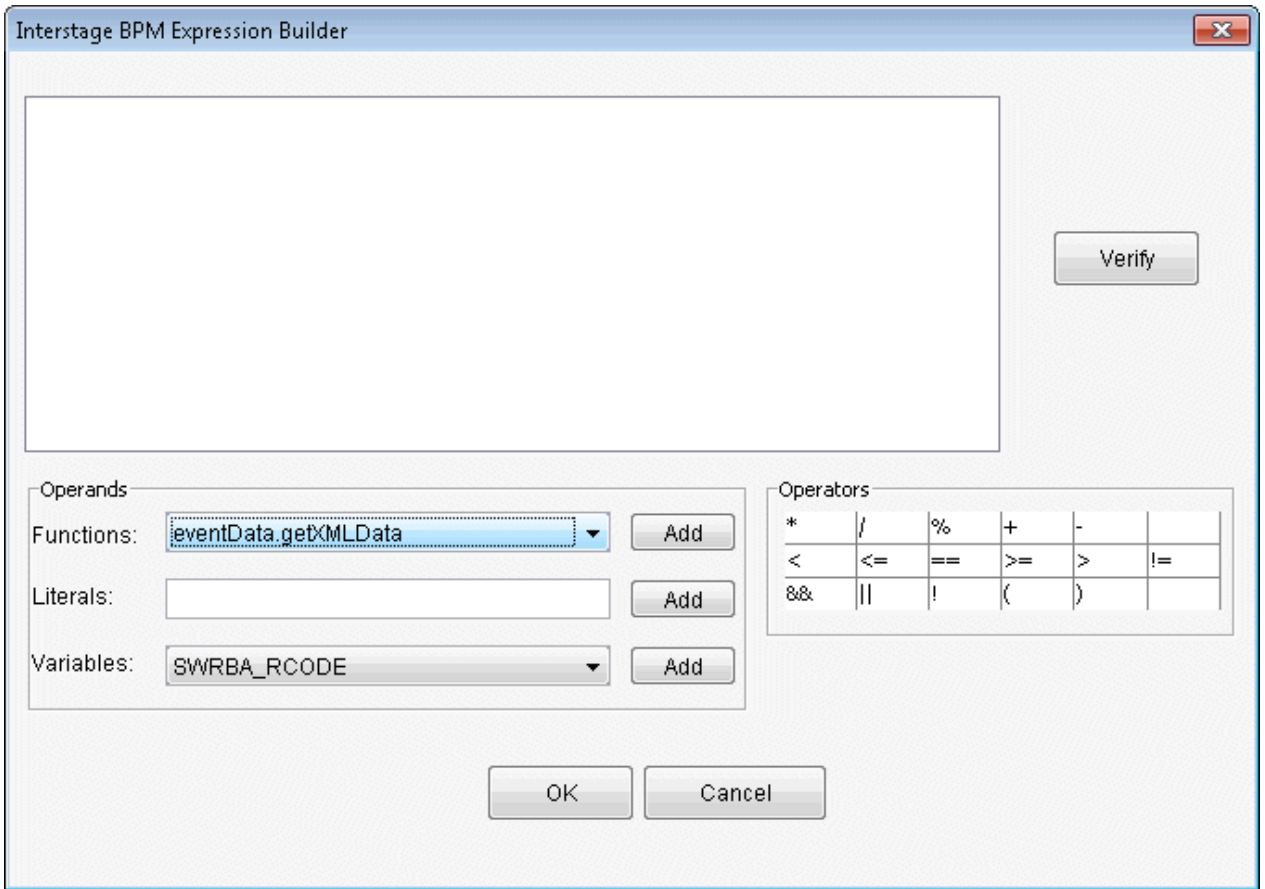 Interstage BPM Expression Builder
Verify
Operands
Functions: eventData.getXMLData Add
Literals: Add
Variables: SWRBA_RCODE Add
Operators
* / % + -
< <= == >= > !=
&& || ! ( )
OK Cancel